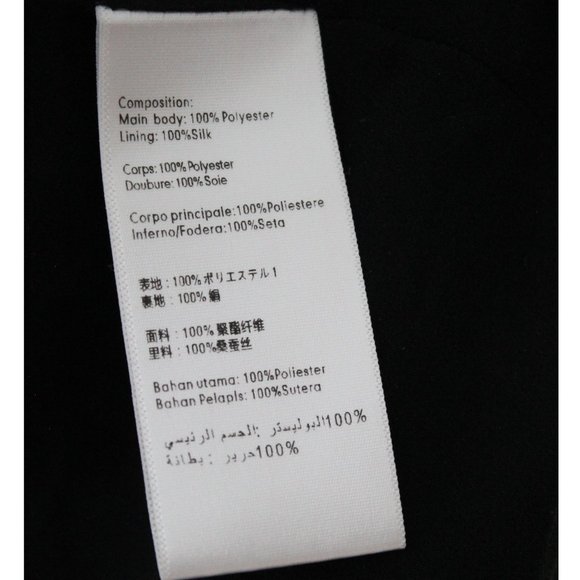 Composition:
Main body: 100% Polyester
Lining: 100%Silk
Corps: 100% Polyester
Doubure: 100% Soie
Corpo principale:100%Poliestere
Inferno/Fodera:100%Seta
表地 : 100% ポリエステル 1
裏地 : 100% 絹
面料 : 100% 聚酯纤维
里料 : 100%桑蚕丝
Bahan utama: 100%Poliester
Bahan Pelapls: 100%Sutera
100%البوليستر :الجسم الرئيسي
100%حرير : بطانة